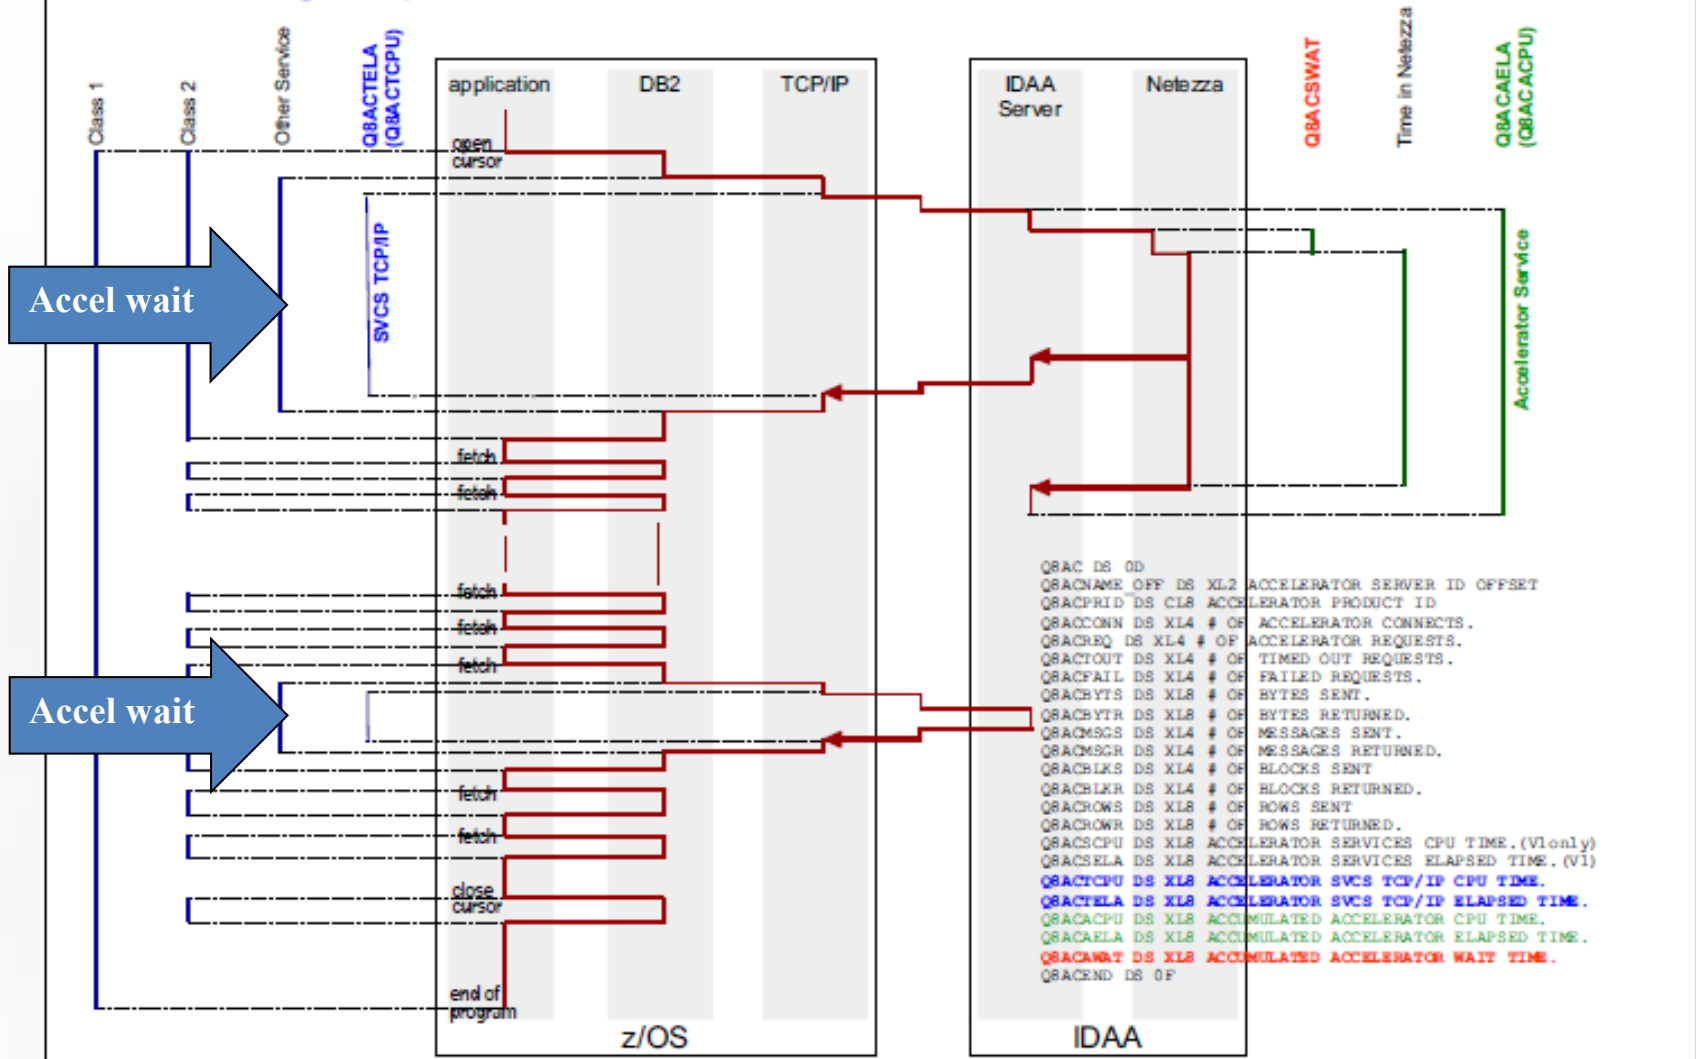 Class 1
Class 2
Other Service
Q8ACTELA
(Q8ACTCPU)
application
DB2
TCP/IP
IDAA
Server
Netezza
Q8ACSWAT
Time in Netezza
Q8ACAELA
(Q8ACACPU)
open
cursor
SVCS TCP/IP
Accel wait
Accelerator Service
fetch
fetch
fetch
fetch
fetch
Accel wait
fetch
fetch
close
cursor
end of
program
z/OS
IDAA
Q8AC DS 0D
Q8ACNAME_OFF DS XL2 ACCELERATOR SERVER ID OFFSET
Q8ACPRID DS CL8 ACCELERATOR PRODUCT ID
Q8ACCONN DS XL4 # OF ACCELERATOR CONNECTS.
Q8ACREQ DS XL4 # OF ACCELERATOR REQUESTS.
Q8ACTOUT DS XL4 # OF TIMED OUT REQUESTS.
Q8ACFAIL DS XL4 # OF FAILED REQUESTS.
Q8ACBYTS DS XL8 # OF BYTES SENT.
Q8ACBYTR DS XL8 # OF BYTES RETURNED.
Q8ACMSGS DS XL4 # OF MESSAGES SENT.
Q8ACMSGR DS XL4 # OF MESSAGES RETURNED.
Q8ACBLKS DS XL4 # OF BLOCKS SENT
Q8ACBLKR DS XL4 # OF BLOCKS RETURNED.
Q8ACROWS DS XL8 # OF ROWS SENT
Q8ACROWR DS XL8 # OF ROWS RETURNED.
Q8ACSCPU DS XL8 ACCELERATOR SERVICES CPU TIME.(V1only)
Q8ACSELA DS XL8 ACCELERATOR SERVICES ELAPSED TIME.(V1)
Q8ACTCPU DS XL8 ACCELERATOR SVCS TCP/IP CPU TIME.
Q8ACTELA DS XL8 ACCELERATOR SVCS TCP/IP ELAPSED TIME.
Q8ACACPU DS XL8 ACCUMULATED ACCELERATOR CPU TIME.
Q8ACAELA DS XL8 ACCUMULATED ACCELERATOR ELAPSED TIME.
Q8ACAWAT DS XL8 ACCUMULATED ACCELERATOR WAIT TIME.
Q8ACEND DS 0F